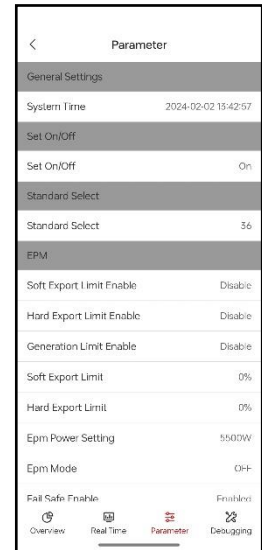 Parameter
General Settings
System Time 2024-02-02 13:42:57
Set On/Off
Set On/Off On
Standard Select
Standard Select 36
EPM
Soft Export Limit Enable Disable
Hard Export Limit Enable Disable
Generation Limit Enable Disable
Soft Export Limit 0%
Hard Export Limit 0%
Epm Power Setting 5500W
Epm Mode OFF
Fail Safe Enable Enabled
Overview Real Time Parameter Debugging